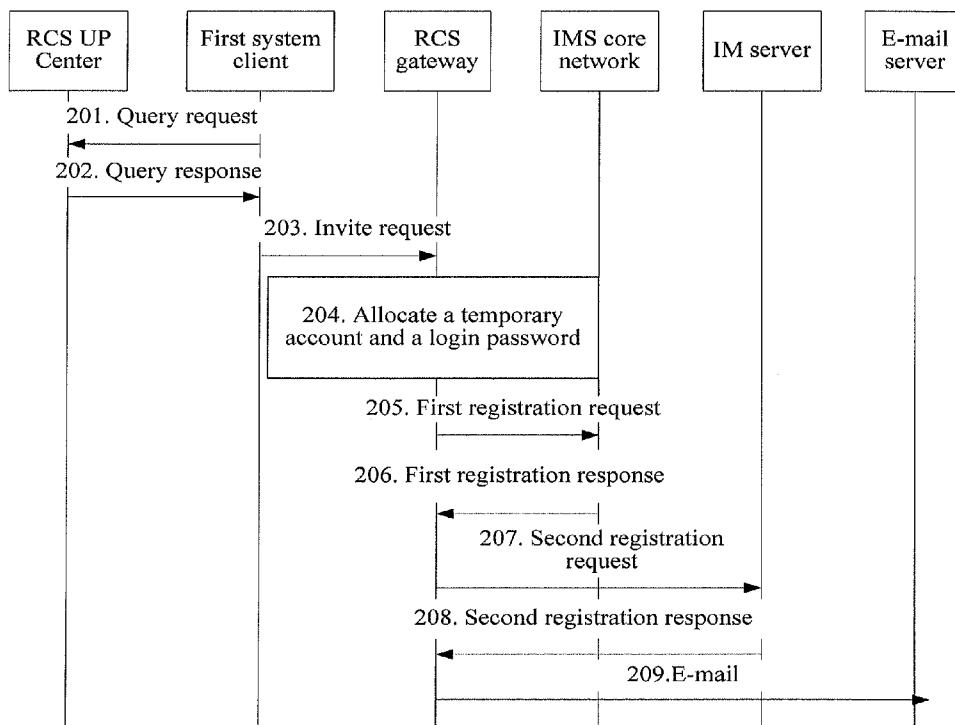 RCS UP
Center
First system
client
RCS
gateway
IMS core
network
IM server
E-mail
server
201. Query request
202. Query response
203. Invite request
204. Allocate a temporary
account and a login password
205. First registration request
206. First registration response
207. Second registration
request
208. Second registration response
209.E-mail